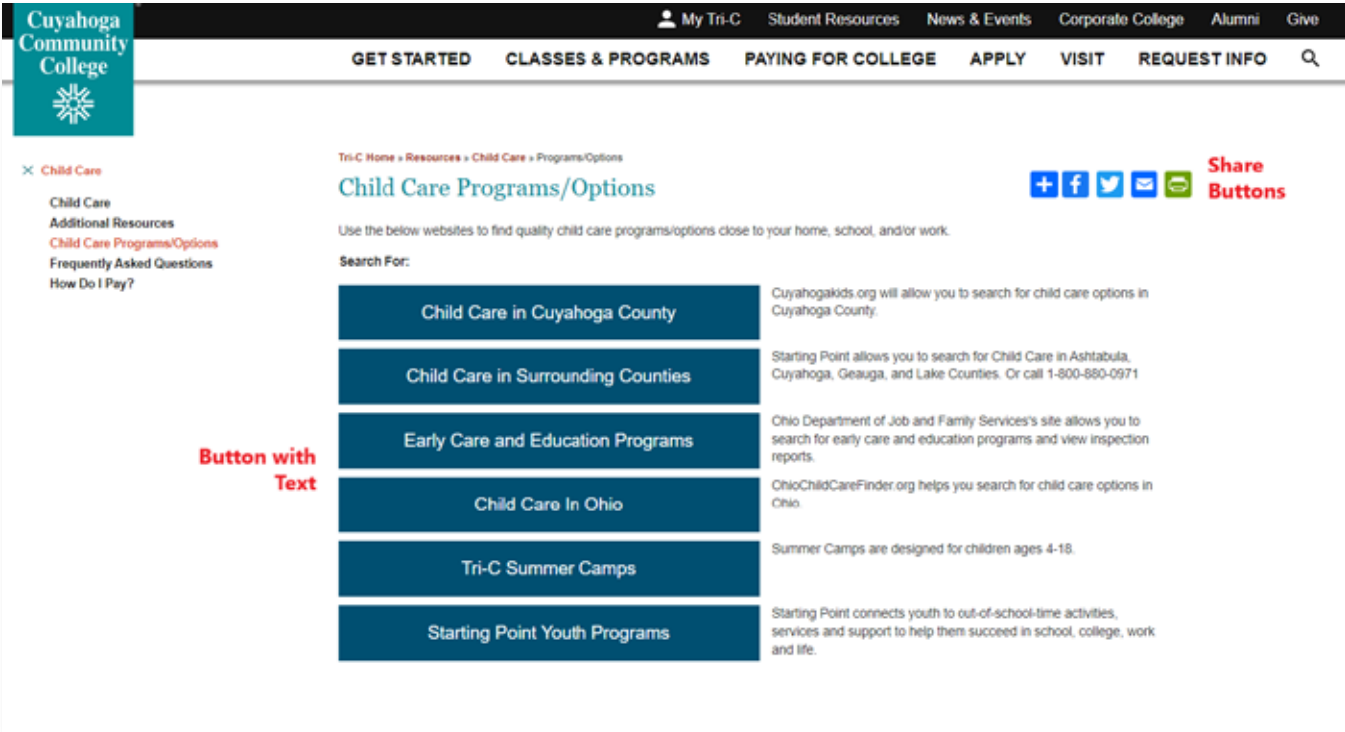 Cuyahoga
Community
College
My Tri-C Student Resources News & Events Corporate College Alumni Give
GET STARTED CLASSES & PROGRAMS PAYING FOR COLLEGE APPLY VISIT REQUEST INFO
Child Care
Child Care
Additional Resources
Child Care Programs/Options
Frequently Asked Questions
How Do I Pay?
Tri-C Home » Resources » Child Care » Programs/Options
Child Care Programs/Options
Share
Buttons
Use the below websites to find quality child care programs/options close to your home, school, and/or work.
Search For:
Child Care in Cuyahoga County
Cuyahogakids.org will allow you to search for child care options in
Cuyahoga County.
Child Care in Surrounding Counties
Starting Point allows you to search for Child Care in Ashtabula,
Cuyahoga, Geauga, and Lake Counties. Or call 1-800-880-0971
Early Care and Education Programs
Ohio Department of Job and Family Services's site allows you to
search for early care and education programs and view inspection
reports.
Button with
Text
Child Care In Ohio
OhioChildCareFinder.org helps you search for child care options in
Ohio.
Tri-C Summer Camps
Summer Camps are designed for children ages 4-18.
Starting Point Youth Programs
Starting Point connects youth to out-of-school-time activities,
services and support to help them succeed in school, college, work
and life.